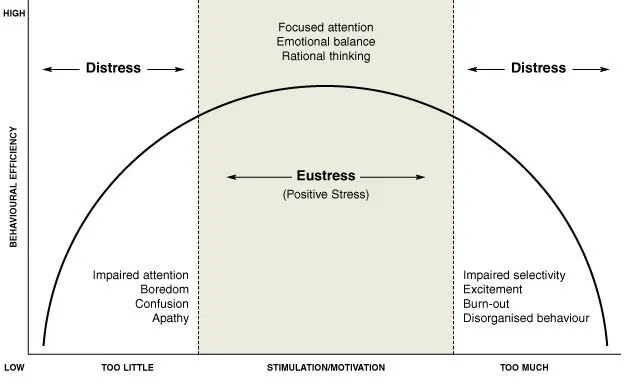 HIGH
Focused attention
Emotional balance
Rational thinking
Distress
Distress
BEHAVIOURAL EFFICIENCY
Eustress
(Positive Stress)
Impaired attention
Boredom
Confusion
Apathy
Impaired selectivity
Excitement
Burn-out
Disorganised behaviour
LOW
TOO LITTLE
STIMULATION/MOTIVATION
TOO MUCH